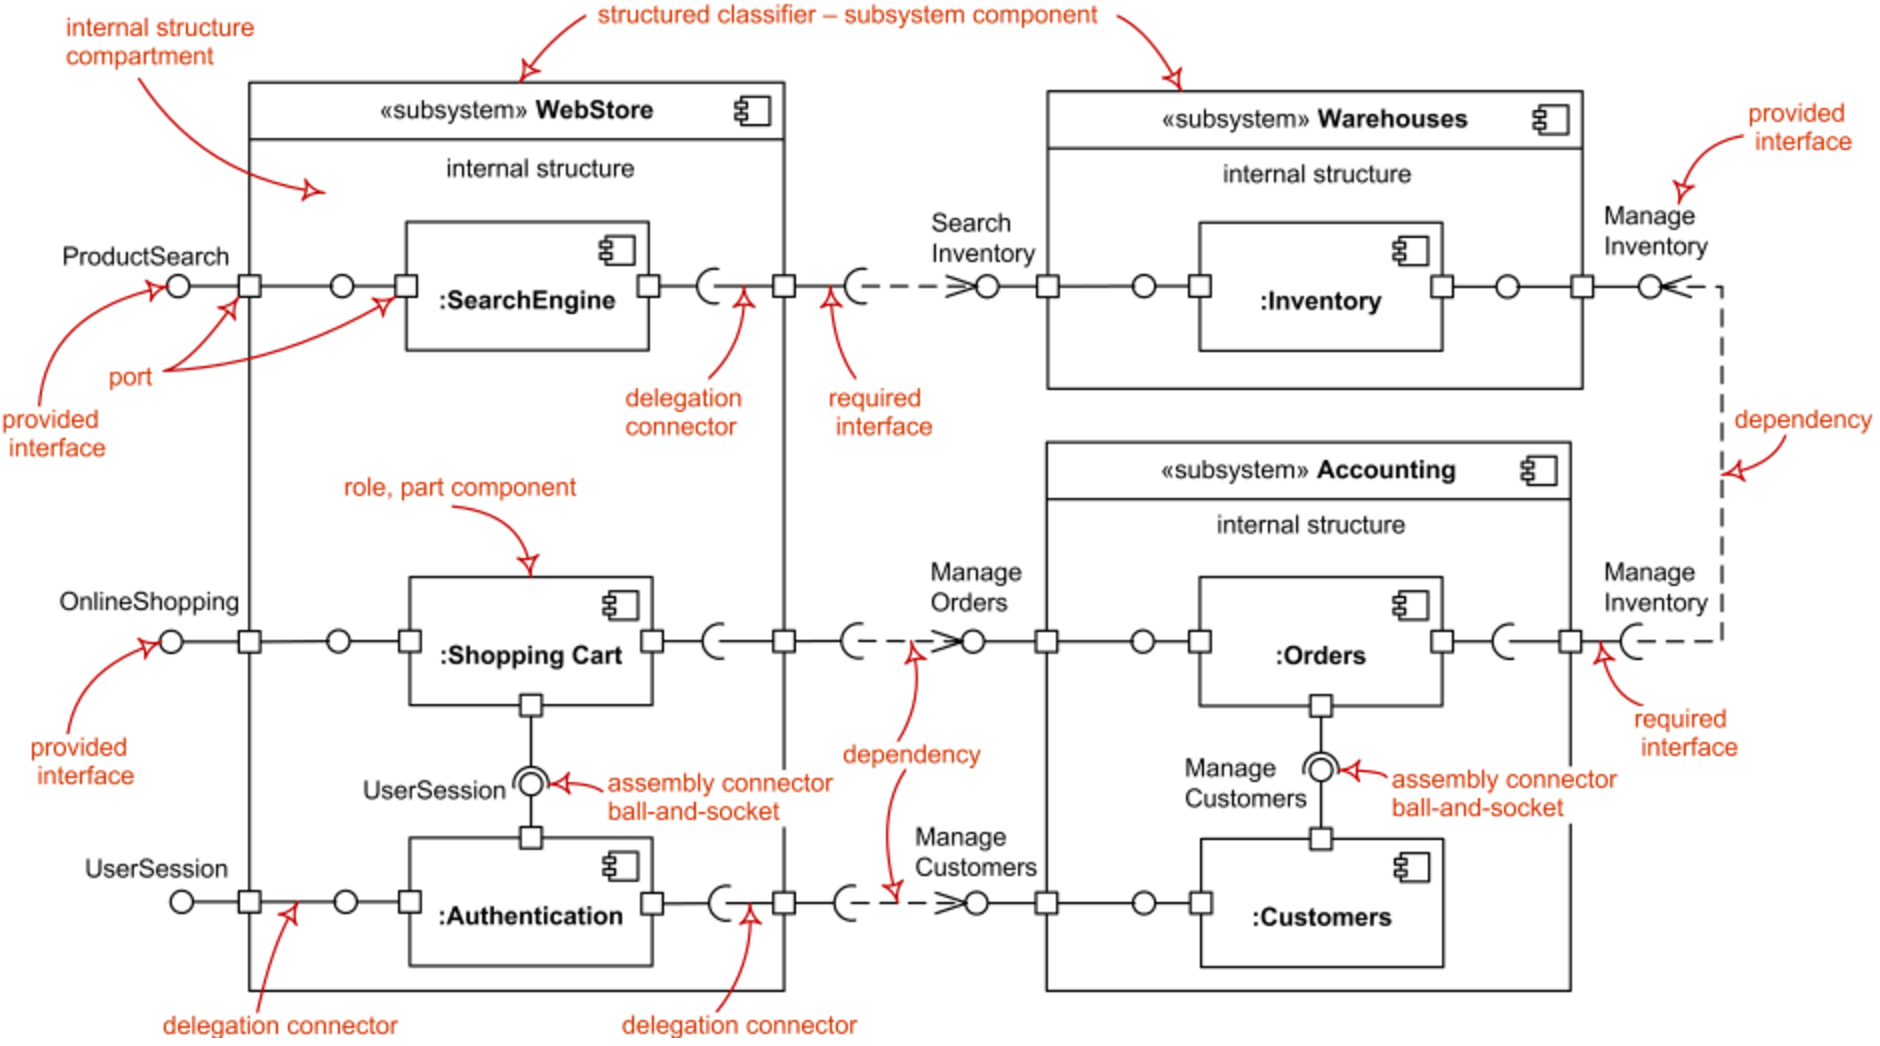 structured classifier – subsystem component
internal structure
compartment
«subsystem» WebStore
internal structure
«subsystem» Warehouses
internal structure
provided
interface
ProductSearch
:SearchEngine
Search
Inventory
:Inventory
Manage
Inventory
port
provided
interface
delegation
connector
required
interface
dependency
role, part component
«subsystem» Accounting
internal structure
OnlineShopping
:Shopping Cart
Manage
Orders
:Orders
Manage
Inventory
provided
interface
UserSession
assembly connector
ball-and-socket
dependency
Manage
Customers
assembly connector
ball-and-socket
required
interface
UserSession
:Authentication
Manage
Customers
:Customers
delegation connector
delegation connector